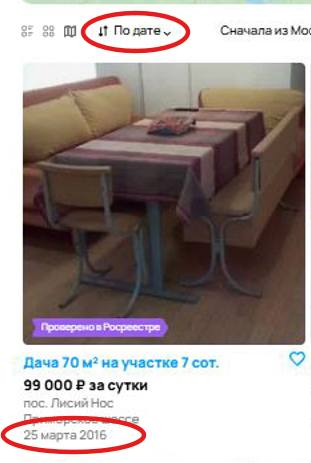 По дате
Сначала из Мос
Проверено в Росреестре
Дача 70 м² на участке 7 сот.
99 000 ₽ за сутки
пос. Лисий Нос
Приморское шоссе
25 марта 2016